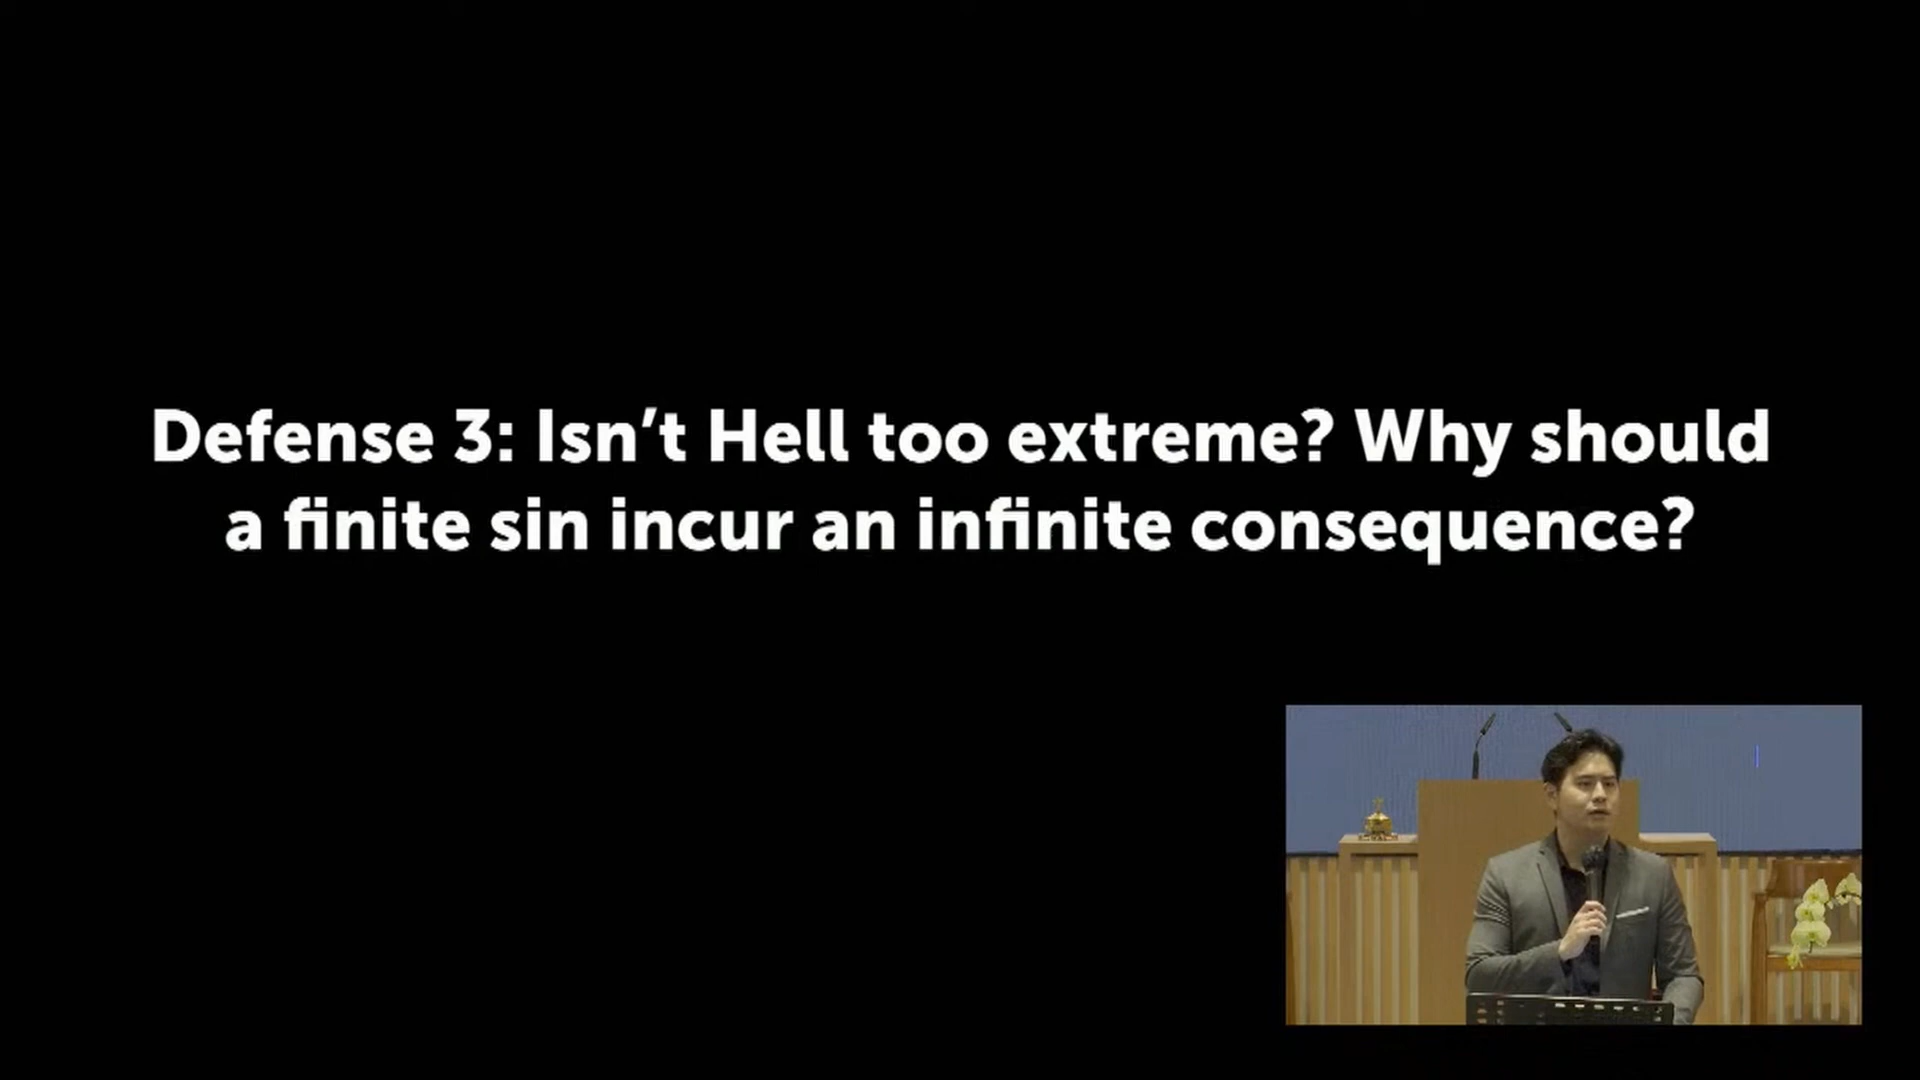 Defense 3: Isn’t Hell too extreme? Why should
a finite sin incur an infinite consequence?